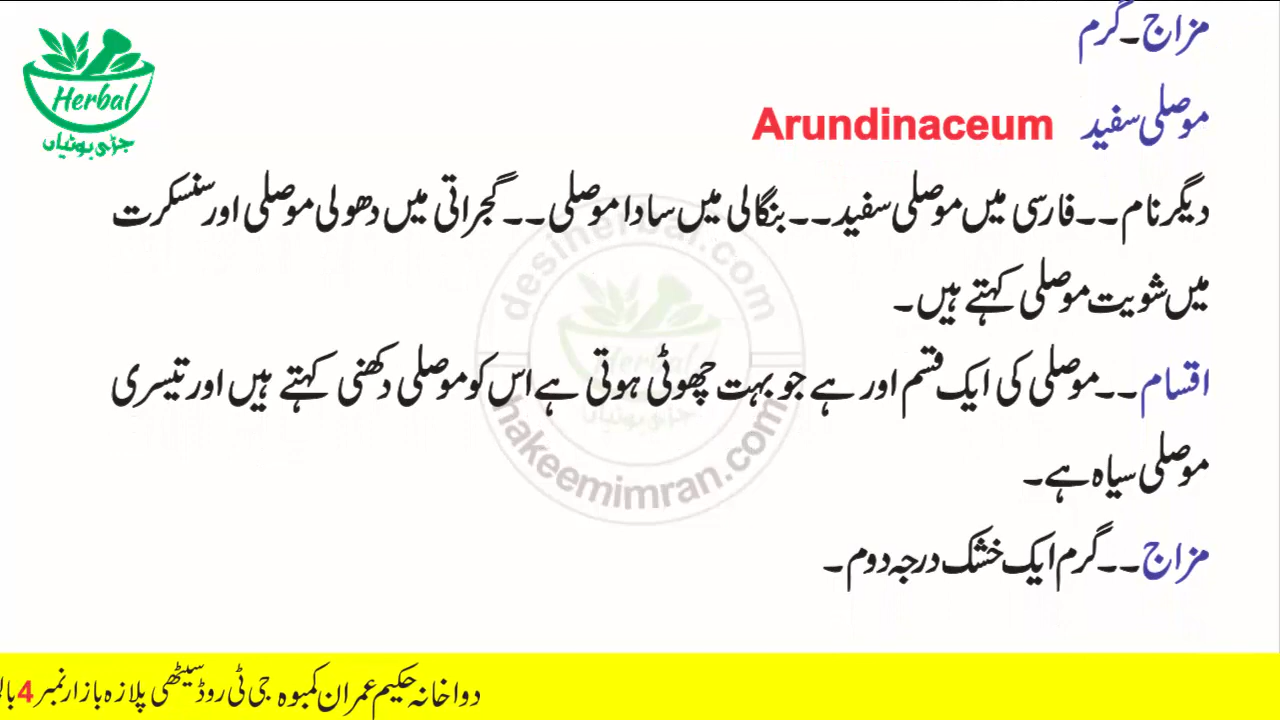 مزاج۔گرم
موصلی سفید Arundinaceum
دیگر نام۔۔فارسی میں موصلی سفید۔۔بنگالی میں سادا موصلی۔۔گجراتی میں دھولی موصلی اور سنسکرت
میں شویت موصلی کہتے ہیں۔
اقسام۔۔موصلی کی ایک قسم اور ہے جو بہت چھوٹی ہوتی ہے اس کو موصلی دکھنی کہتے ہیں اور تیسری
موصلی سیاہ ہے۔
مزاج۔۔گرم ایک خشک درجہ دوم۔
Herbal
جڑی بوٹیاں
desiherbal.com
Herbal
جڑی بوٹیاں
hakeemimran.com
دواخانہ حکیم عمران کمبوہ جی ٹی روڈ سیٹھی پلازہ بازار نمبر 4